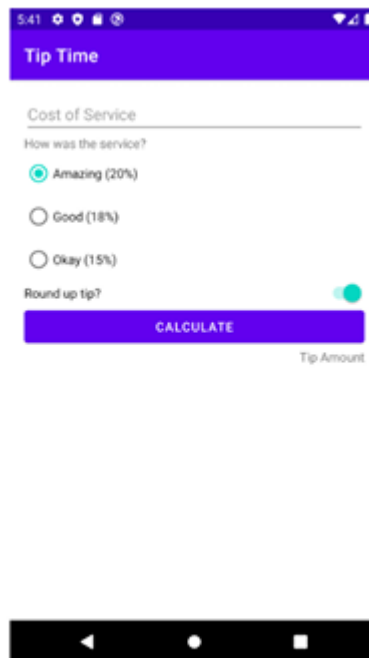 5:41
Tip Time
Cost of Service
How was the service?
Amazing (20%)
Good (18%)
Okay (15%)
Round up tip?
CALCULATE
Tip Amount